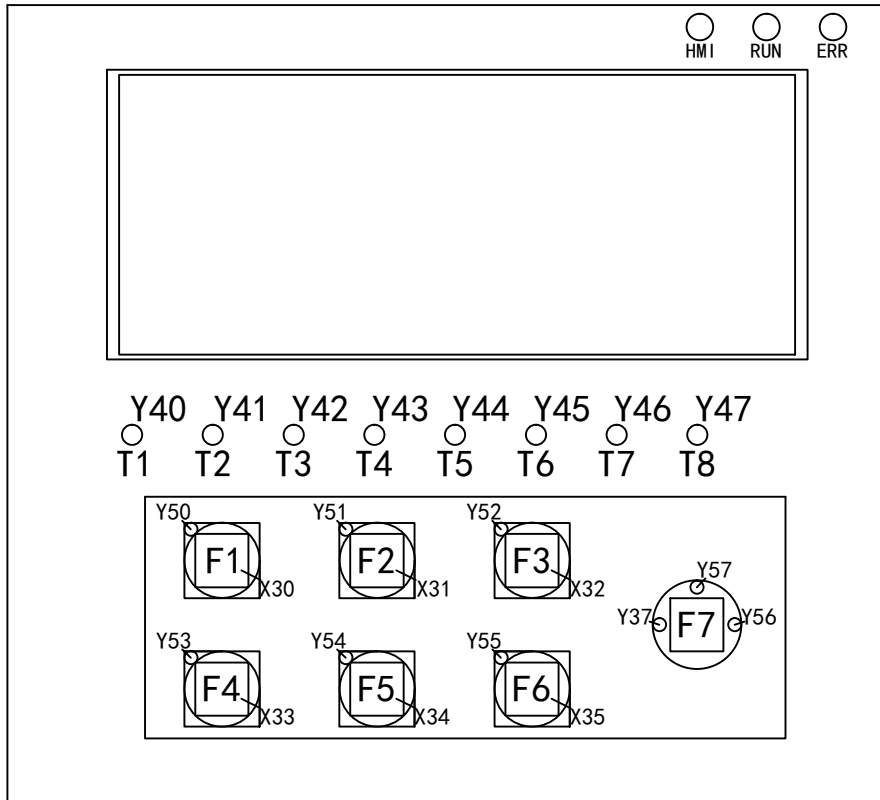 HMI RUN ERR
Y40 Y41 Y42 Y43 Y44 Y45 Y46 Y47
T1 T2 T3 T4 T5 T6 T7 T8
Y50 Y51 Y52
F1 F2 F3
X30 X31 X32
Y57
Y37 F7 Y56
Y53 Y54 Y55
F4 F5 F6
X33 X34 X35